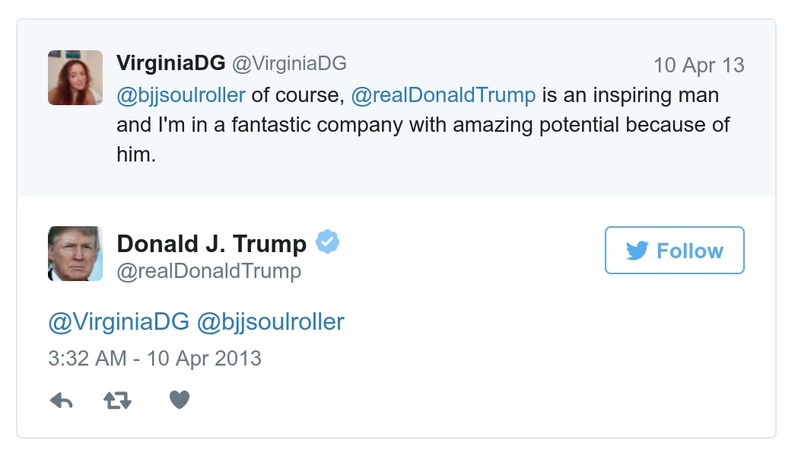 VirginiaDG @VirginiaDG 10 Apr 13
@bjjsoulroller of course, @realDonaldTrump is an inspiring man
and I'm in a fantastic company with amazing potential because of
him.
Donald J. Trump
@realDonaldTrump
Follow
@VirginiaDG @bjjsoulroller
3:32 AM - 10 Apr 2013